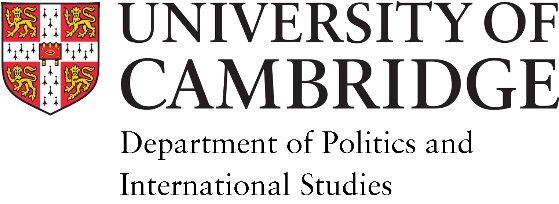 UNIVERSITY OF
CAMBRIDGE
Department of Politics and
International Studies